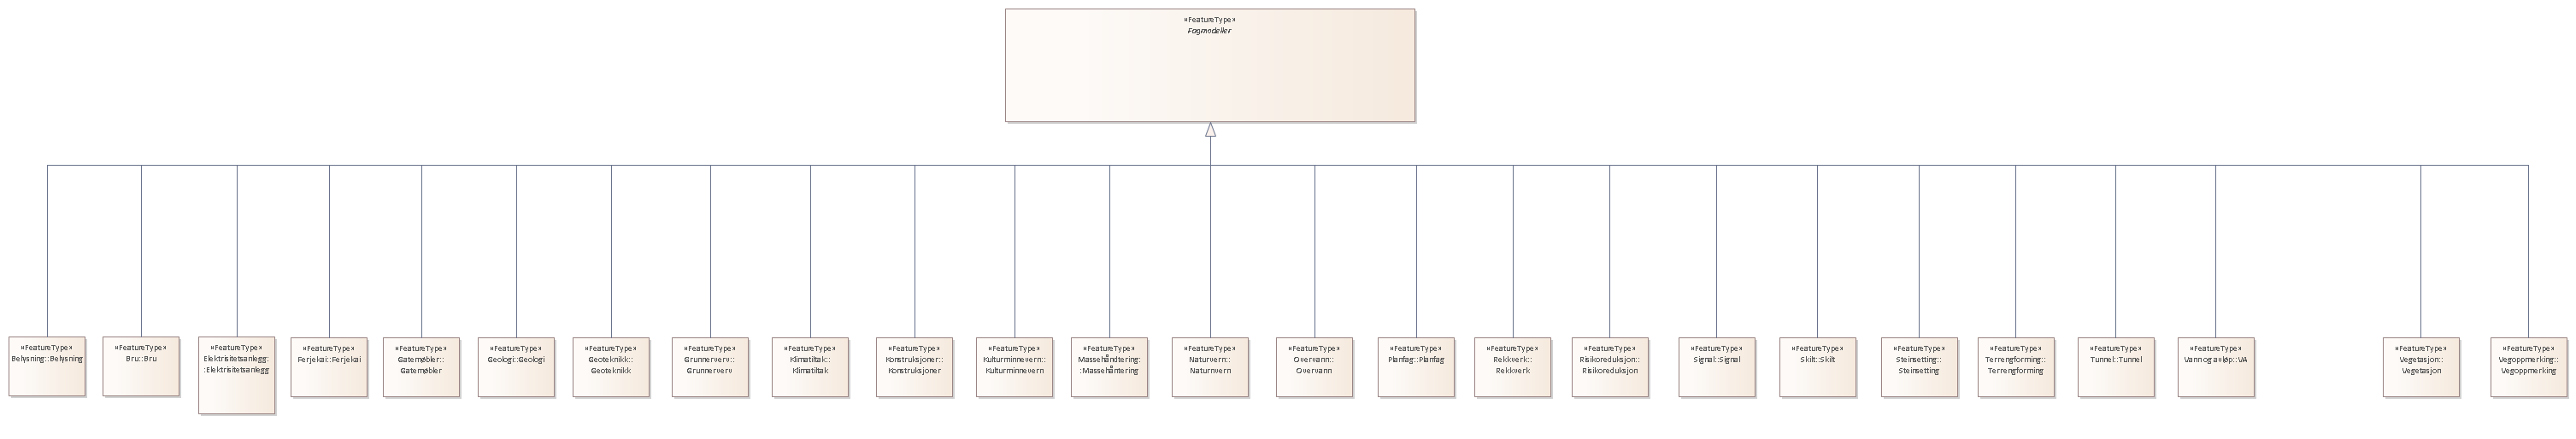 «FeatureType»
Fagmodeller
«FeatureType»
Belysning::Belysning
«FeatureType»
Bru::Bru
«FeatureType»
Elektrisitetsanlegg:
:Elektrisitetsanlegg
«FeatureType»
Ferjekai::Ferjekai
«FeatureType»
Gatemøbler::
Gatemøbler
«FeatureType»
Geologi::Geologi
«FeatureType»
Geoteknikk::
Geoteknikk
«FeatureType»
Grunnerverv::
Grunnerverv
«FeatureType»
Klimatiltak::
Klimatiltak
«FeatureType»
Konstruksjoner::
Konstruksjoner
«FeatureType»
Kulturminnevern::
Kulturminnevern
«FeatureType»
Massehåndtering:
:Massehåntering
«FeatureType»
Naturvern::
Naturnvern
«FeatureType»
Overvann::
Overvann
«FeatureType»
Planfag::Planfag
«FeatureType»
Rekkverk::
Rekkverk
«FeatureType»
Risikoreduksjon::
Risikoreduksjon
«FeatureType»
Signal::Signal
«FeatureType»
Skilt::Skilt
«FeatureType»
Steinsetting::
Steinsetting
«FeatureType»
Terrengforming::
Terrengforming
«FeatureType»
Tunnel::Tunnel
«FeatureType»
VannogAvløp::VA
«FeatureType»
Vegetasjon::
Vegetasjon
«FeatureType»
Vegoppmerking::
Vegoppmerking